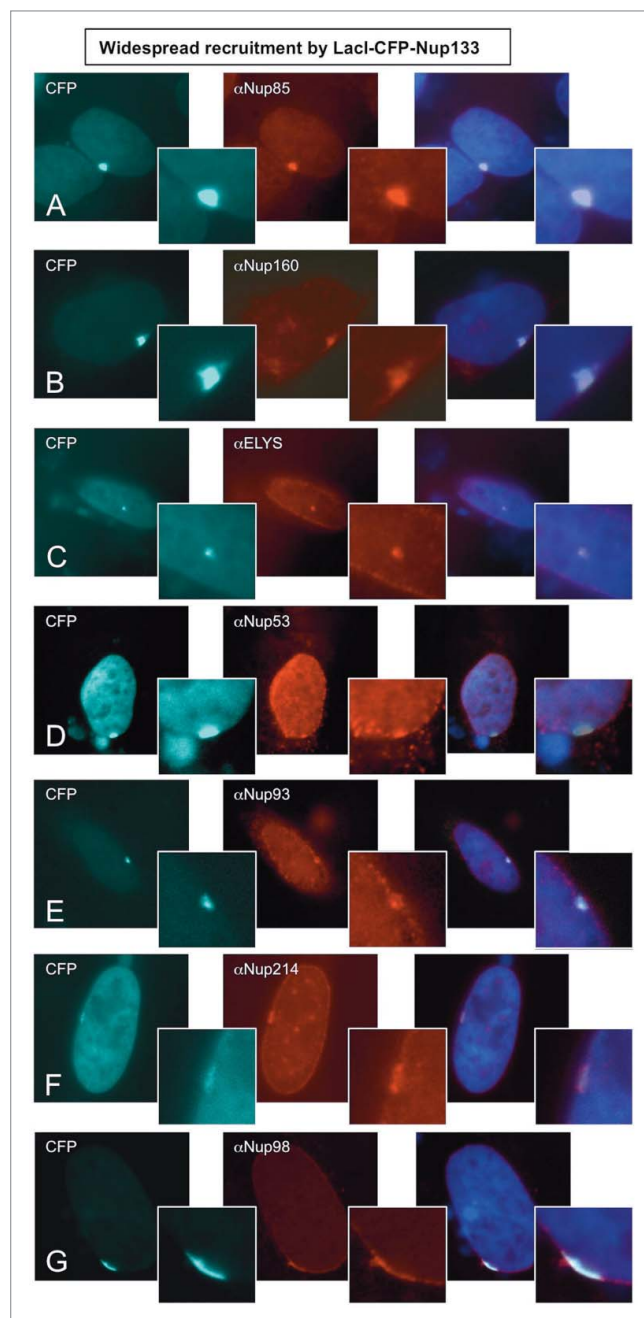 Widespread recruitment by LacI-CFP-Nup133
CFP αNup85
A
CFP αNup160
B
CFP αELYS
C
CFP αNup53
D
CFP αNup93
E
CFP αNup214
F
CFP αNup98
G